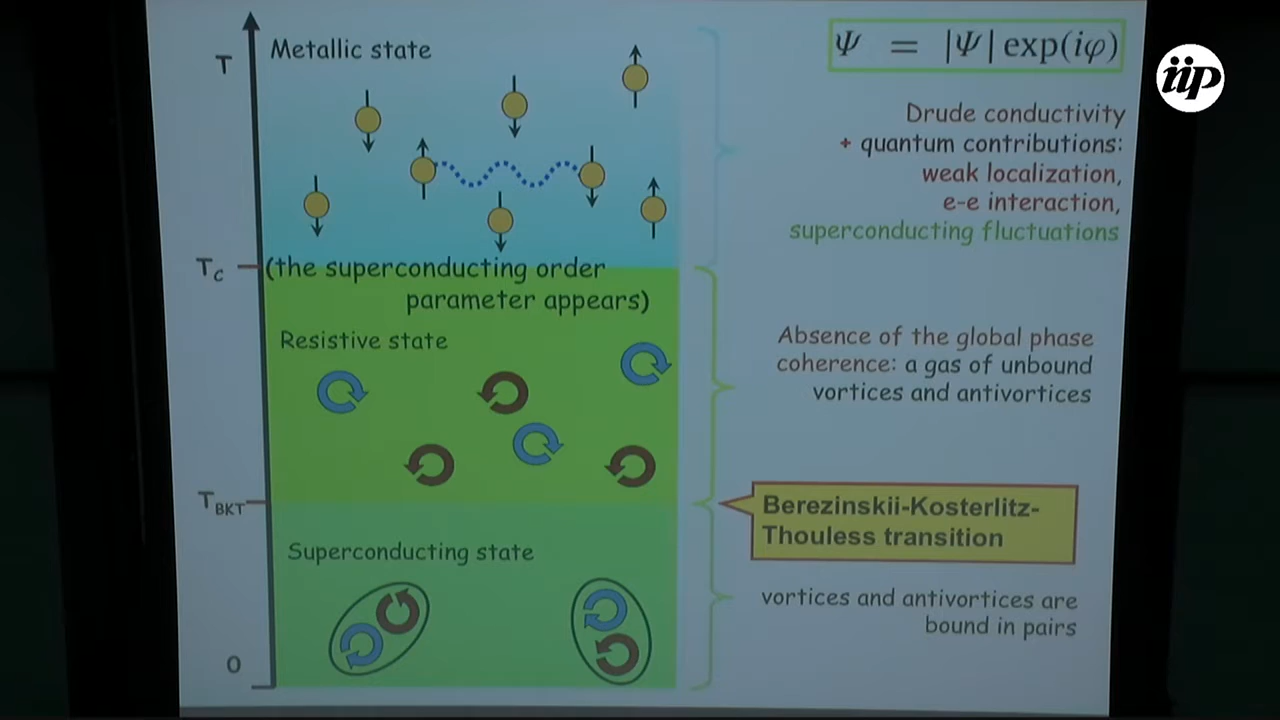 T
Metallic state
Ψ = |Ψ| exp(iφ)
iip
Drude conductivity
+ quantum contributions:
weak localization,
e-e interaction,
superconducting fluctuations
Tc
(the superconducting order
parameter appears)
Resistive state
Absence of the global phase
coherence: a gas of unbound
vortices and antivortices
TBKT
Berezinskii-Kosterlitz-
Thouless transition
Superconducting state
vortices and antivortices are
bound in pairs
0